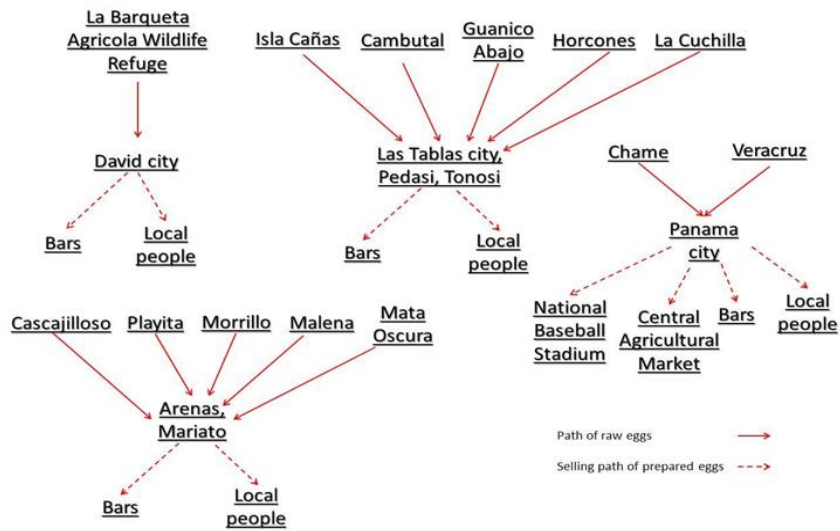 La Barqueta
Agricola Wildlife
Refuge
Isla Cañas
Cambutal
Guanico
Abajo
Horcones
La Cuchilla
David city
Las Tablas city,
Pedasi, Tonosi
Chame
Veracruz
Bars
Local
people
Bars
Local
people
Panama
city
National
Baseball
Stadium
Central
Agricultural
Market
Bars
Local
people
Cascajilloso
Playita
Morrillo
Malena
Mata
Oscura
Arenas,
Mariato
Bars
Local
people
Path of raw eggs
Selling path of prepared eggs